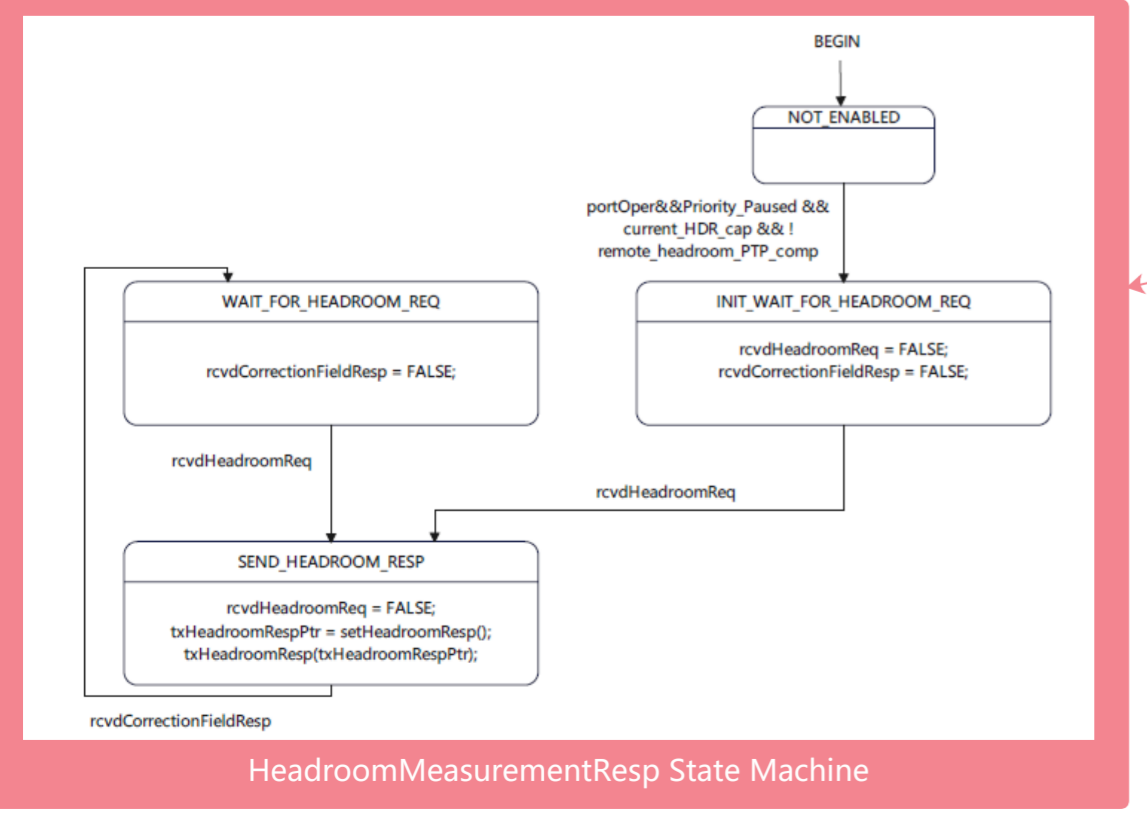 BEGIN
NOT_ENABLED
portOper&&Priority_Paused &&
current_HDR_cap && !
remote_headroom_PTP_comp
WAIT_FOR_HEADROOM_REQ
rcvdCorrectionFieldResp = FALSE;
INIT_WAIT_FOR_HEADROOM_REQ
rcvdHeadroomReq = FALSE;
rcvdCorrectionFieldResp = FALSE;
rcvdHeadroomReq
rcvdHeadroomReq
SEND_HEADROOM_RESP
rcvdHeadroomReq = FALSE;
txHeadroomRespPtr = setHeadroomResp();
txHeadroomResp(txHeadroomRespPtr);
rcvdCorrectionFieldResp
HeadroomMeasurementResp State Machine